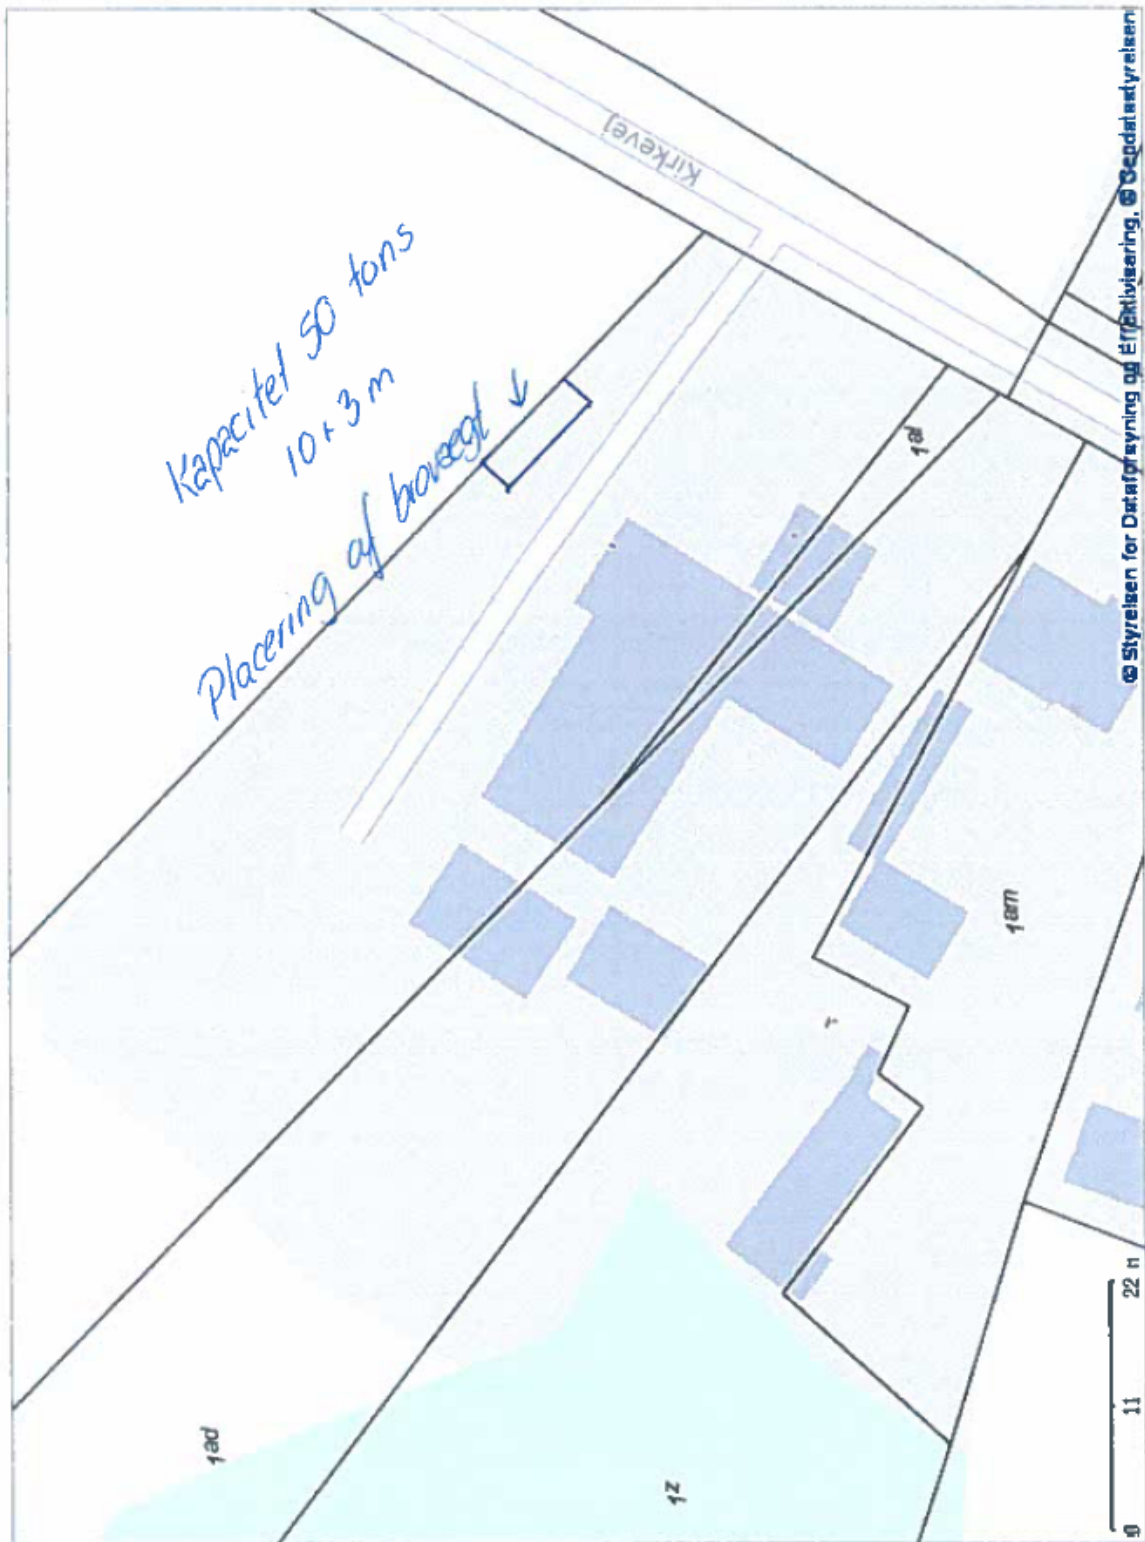 Kapacitet 50 tons
10 + 3 m
Placering af brovægt ↓
Kirkevej
1al
1am
1ad
1z
0 11 22 m
© Styrelsen for Dataforsyning og Effektivisering, © Geodatastyrelsen